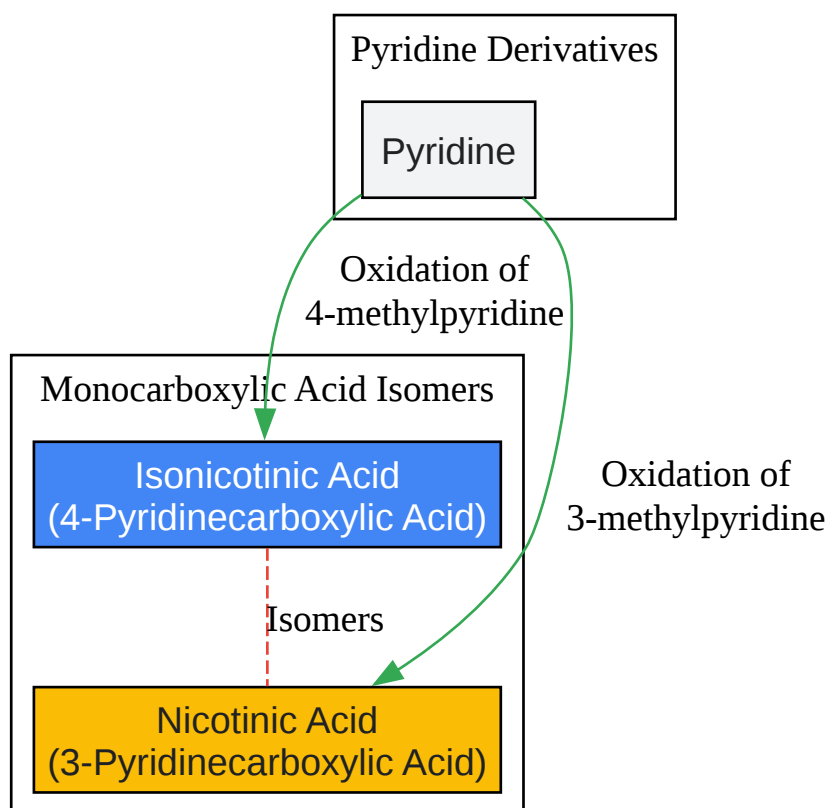 Pyridine Derivatives
Pyridine
Oxidation of
4-methylpyridine
Monocarboxylic Acid Isomers
Isonicotinic Acid
(4-Pyridinecarboxylic Acid)
Oxidation of
3-methylpyridine
Isomers
Nicotinic Acid
(3-Pyridinecarboxylic Acid)